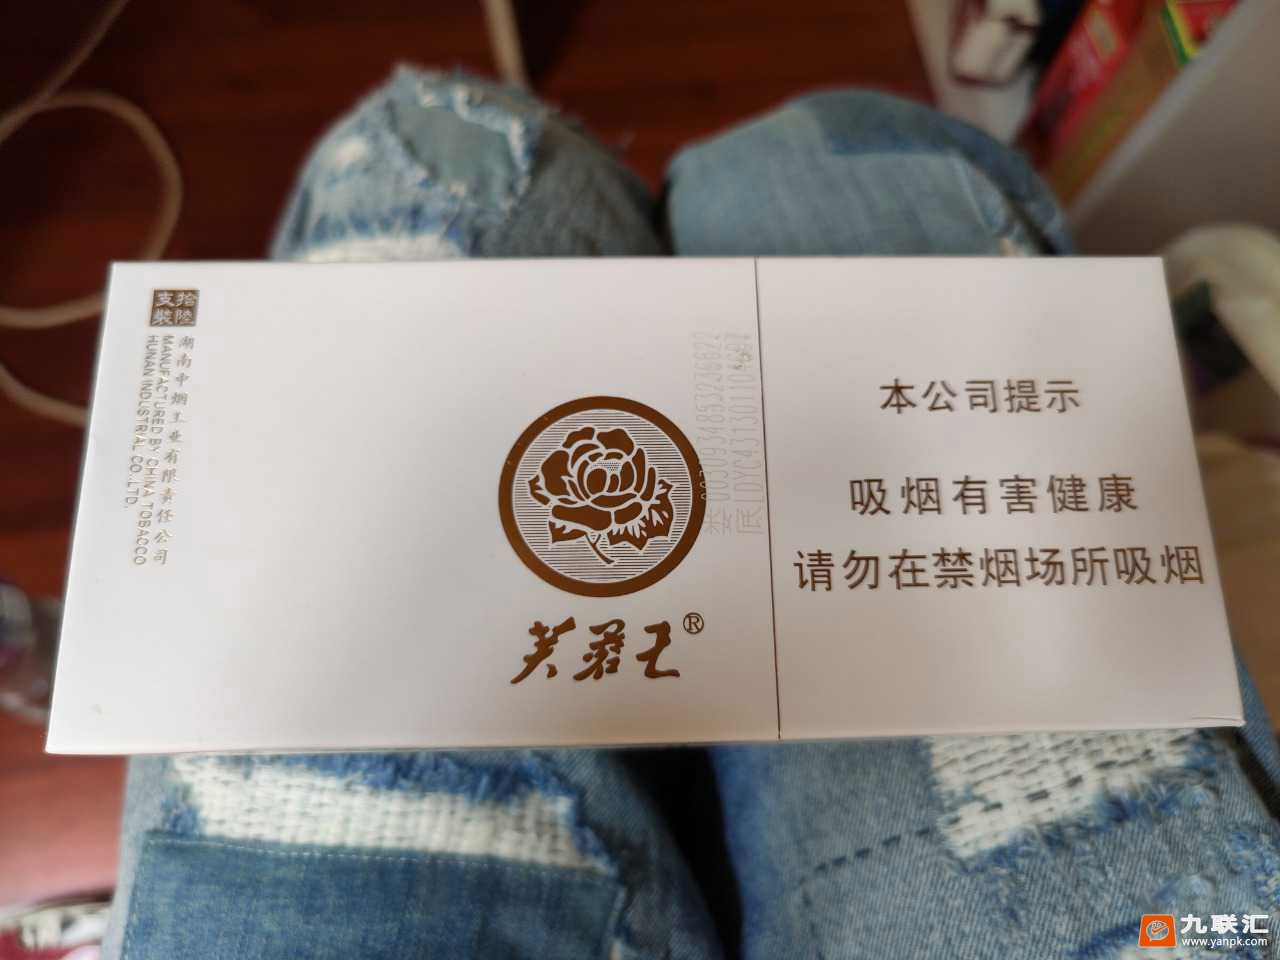 拾陸
支裝
湖南中烟工业有限责任公司
MANUFACTURED BY CHINA TOBACCO
HUNAN INDUSTRIAL CO.,LTD.
芙蓉王®
本公司提示
吸烟有害健康
请勿在禁烟场所吸烟
九联汇
www.yanpk.com